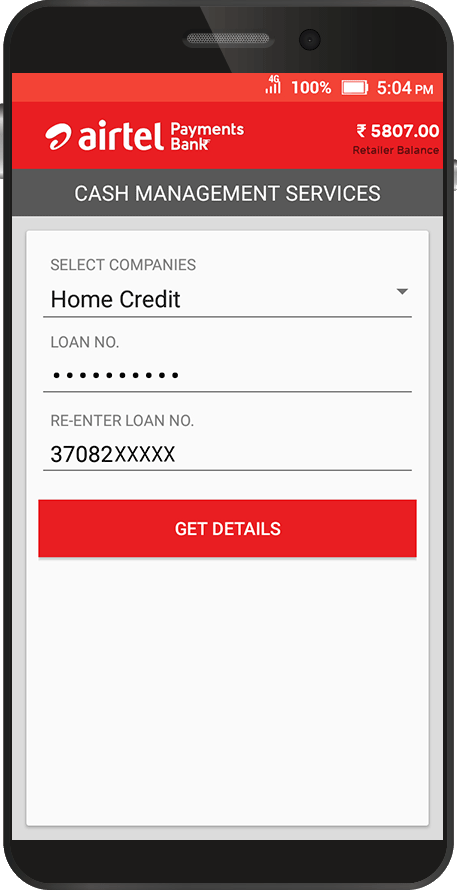 4G
100%
5:04 PM
airtel Payments Bank
₹ 5807.00
Retailer Balance
CASH MANAGEMENT SERVICES
SELECT COMPANIES
Home Credit
LOAN NO.
••••••••••
RE-ENTER LOAN NO.
37082XXXXX
GET DETAILS